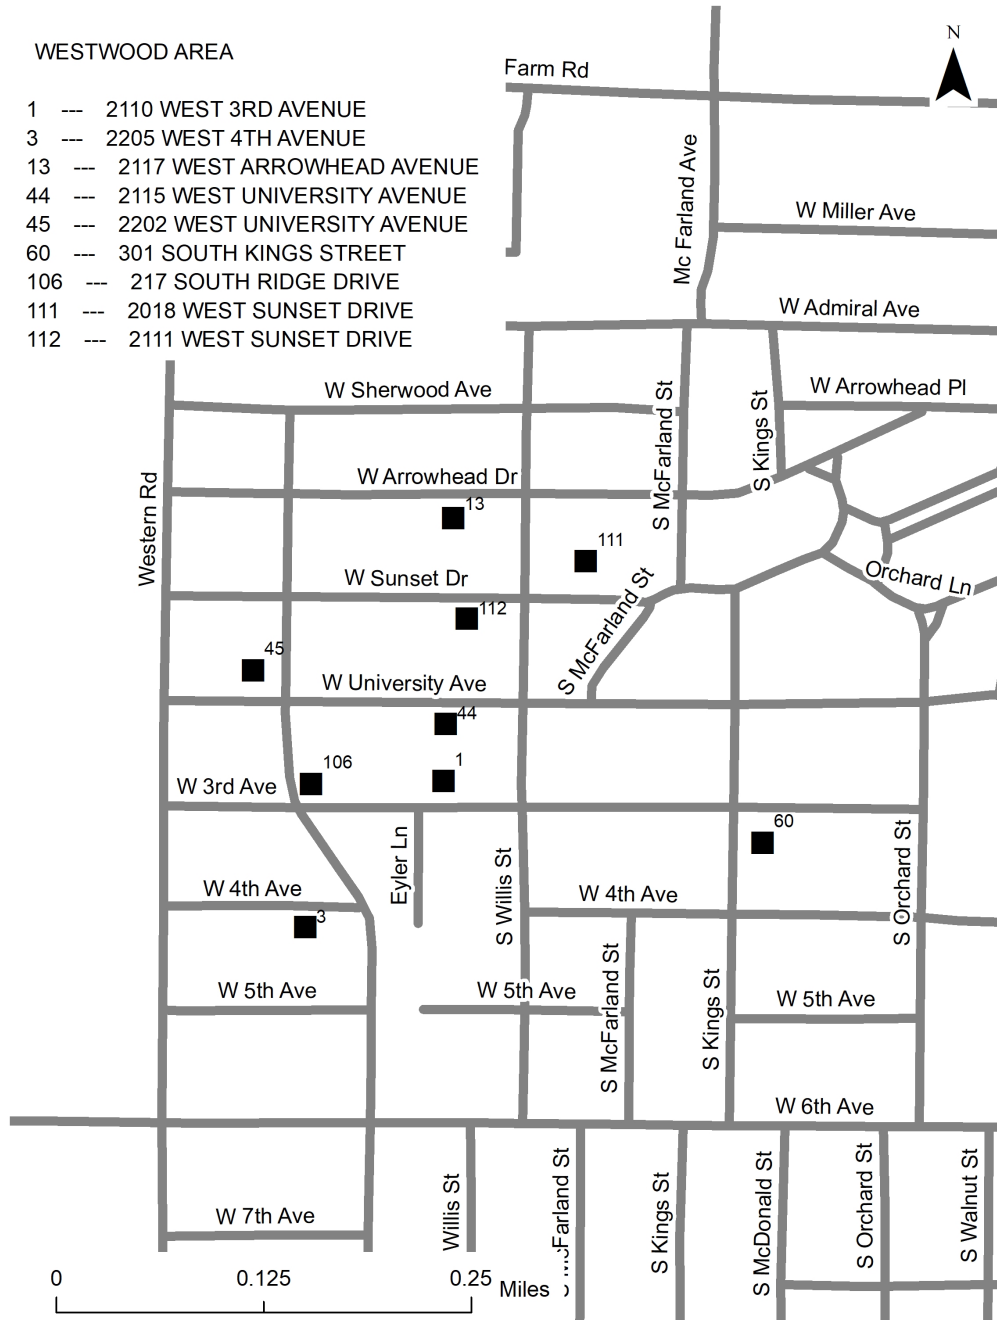 WESTWOOD AREA
1 --- 2110 WEST 3RD AVENUE
3 --- 2205 WEST 4TH AVENUE
13 --- 2117 WEST ARROWHEAD AVENUE
44 --- 2115 WEST UNIVERSITY AVENUE
45 --- 2202 WEST UNIVERSITY AVENUE
60 --- 301 SOUTH KINGS STREET
106 --- 217 SOUTH RIDGE DRIVE
111 --- 2018 WEST SUNSET DRIVE
112 --- 2111 WEST SUNSET DRIVE
N
Farm Rd
Mc Farland Ave
W Miller Ave
W Admiral Ave
W Sherwood Ave
S McFarland St
S Kings St
W Arrowhead Pl
W Arrowhead Dr
Western Rd
13
111
W Sunset Dr
Orchard Ln
112
S McFarland St
45
W University Ave
44
1
106
W 3rd Ave
60
Eyler Ln
S Willis St
S Orchard St
W 4th Ave
W 4th Ave
3
W 5th Ave
W 5th Ave
S McFarland St
S Kings St
W 5th Ave
W 6th Ave
W 7th Ave
Willis St
S McFarland St
S Kings St
S McDonald St
S Orchard St
S Walnut St
0 0.125 0.25 Miles